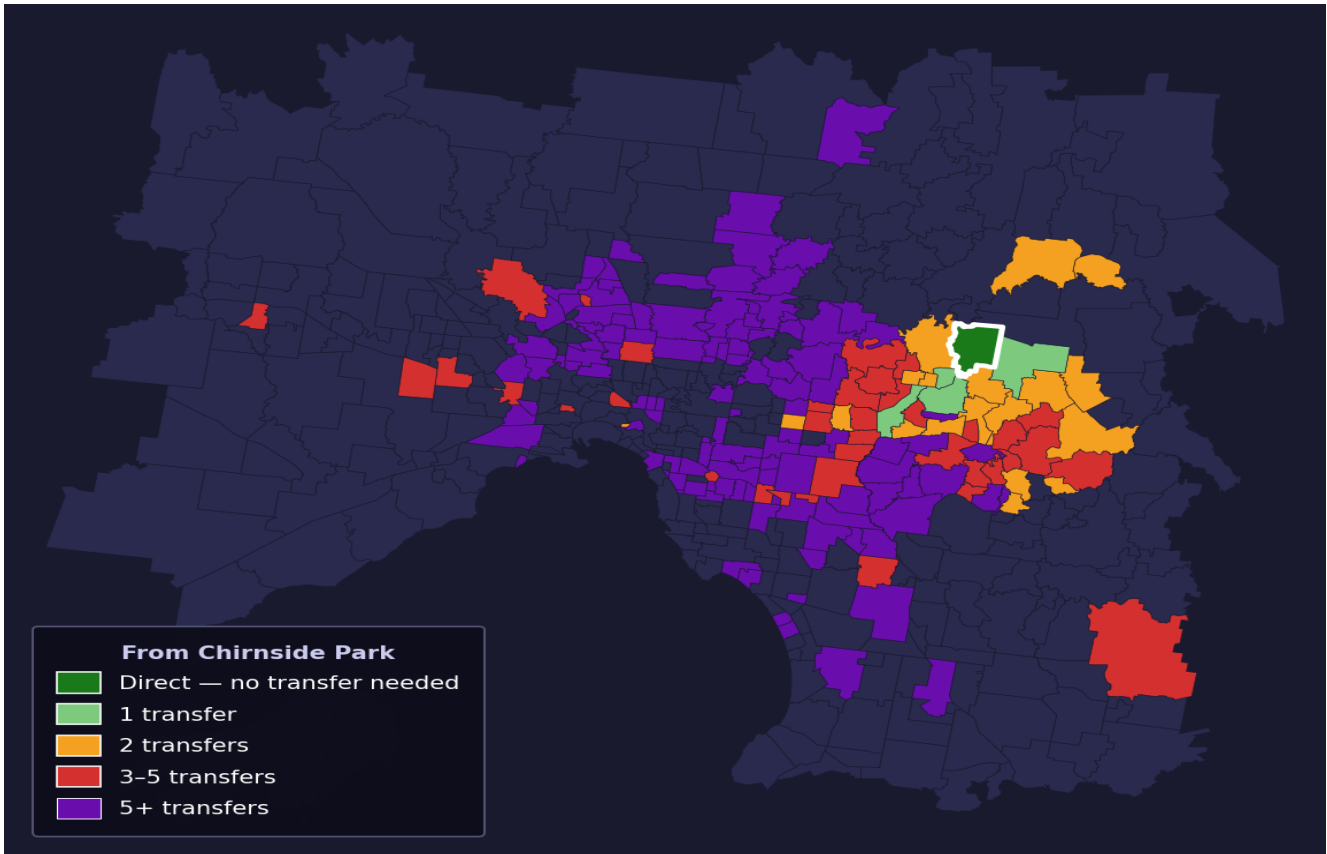 From Chirnside Park
Direct — no transfer needed
1 transfer
2 transfers
3–5 transfers
5+ transfers